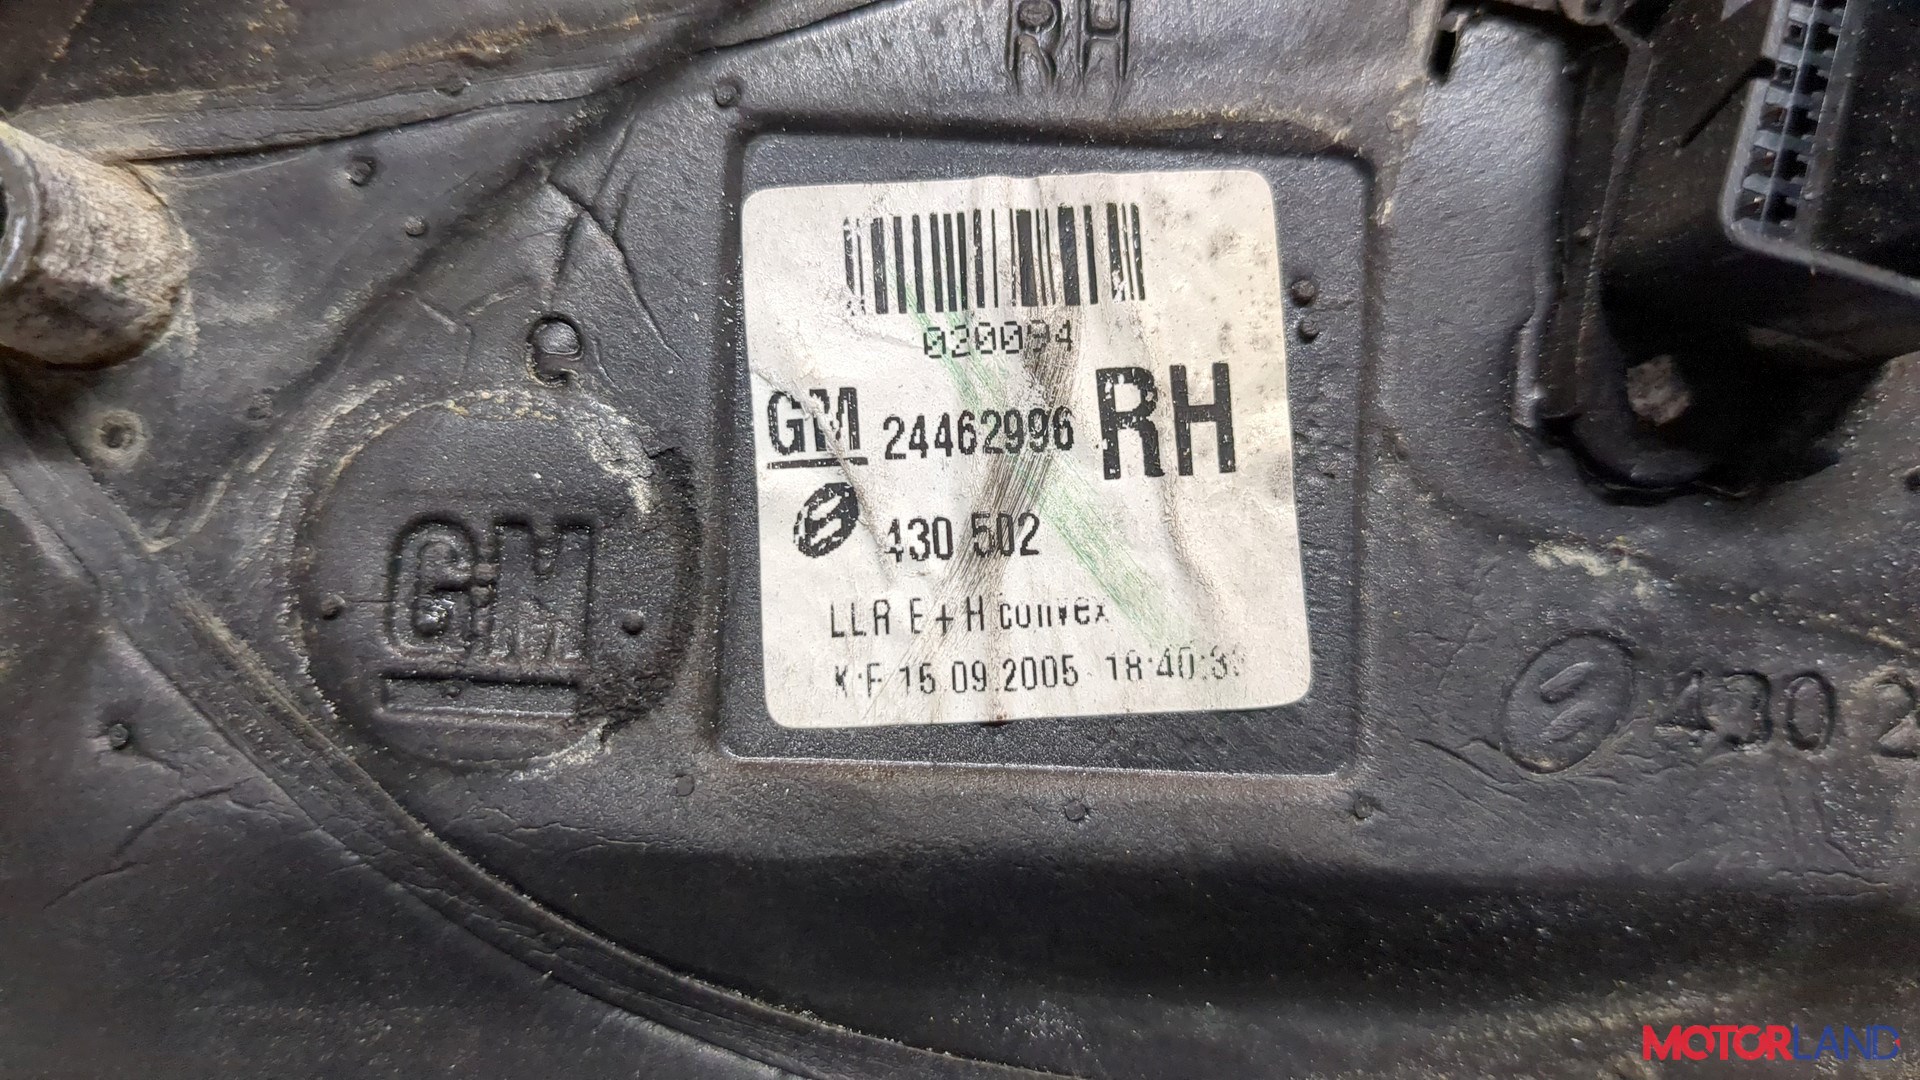 RH
020094
GM 24462996 RH
430 502
LLR E+H convex
K:F 15.09.2005 18:40:3
GM
430 2
MOTORLAND